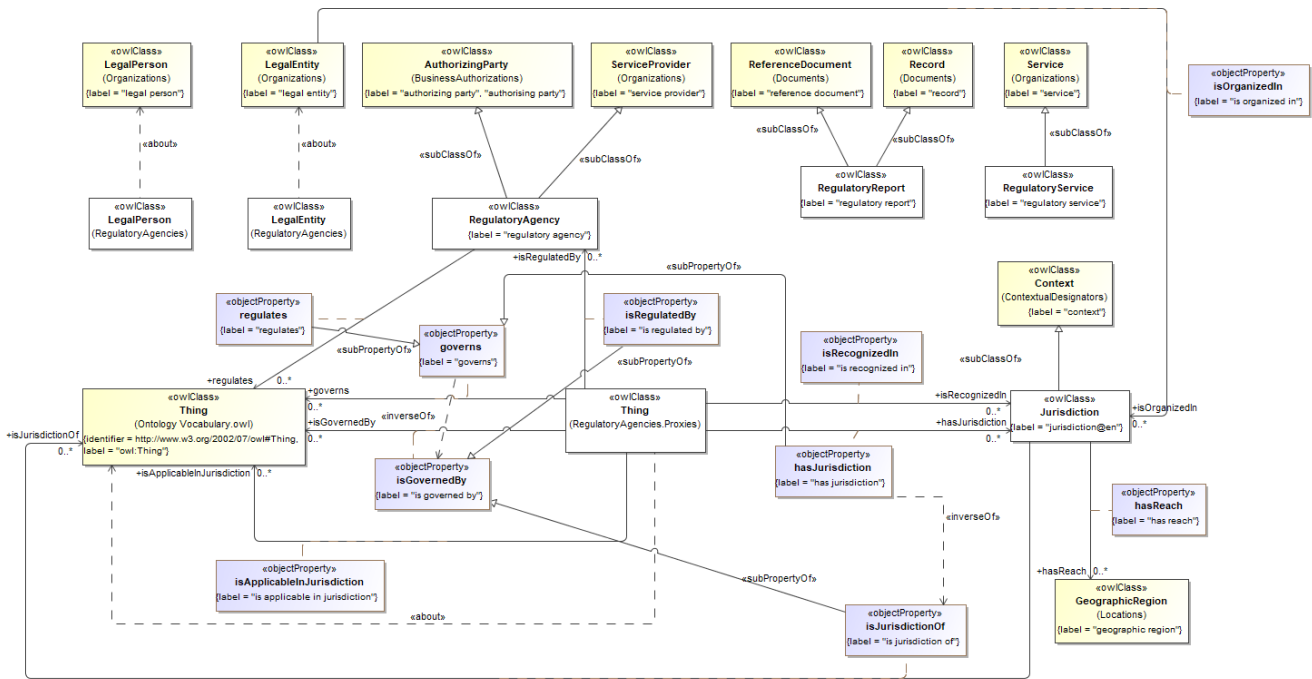 «owlClass»
LegalPerson
(Organizations)
{label = "legal person"}
«owlClass»
LegalEntity
(Organizations)
{label = "legal entity"}
«owlClass»
AuthorizingParty
(BusinessAuthorizations)
{label = "authorizing party", "authorising party"}
«owlClass»
ServiceProvider
(Organizations)
{label = "service provider"}
«owlClass»
ReferenceDocument
(Documents)
{label = "reference document"}
«owlClass»
Record
(Documents)
{label = "record"}
«owlClass»
Service
(Organizations)
{label = "service"}
«objectProperty»
isOrganizedIn
{label = "is organized in"}
«about»
«about»
«subClassOf»
«subClassOf»
«subClassOf»
«subClassOf»
«subClassOf»
«owlClass»
LegalPerson
(RegulatoryAgencies)
«owlClass»
LegalEntity
(RegulatoryAgencies)
«owlClass»
RegulatoryAgency
{label = "regulatory agency"}
«owlClass»
RegulatoryReport
{label = "regulatory report"}
«owlClass»
RegulatoryService
{label = "regulatory service"}
+isRegulatedBy
0..*
«subPropertyOf»
«owlClass»
Context
(ContextualDesignators)
{label = "context"}
«objectProperty»
regulates
{label = "regulates"}
«objectProperty»
governs
{label = "governs"}
«objectProperty»
isRegulatedBy
{label = "is regulated by"}
«objectProperty»
isRecognizedIn
{label = "is recognized in"}
«subPropertyOf»
«subPropertyOf»
«subClassOf»
+regulates
0..*
«owlClass»
Thing
(Ontology Vocabulary.owl)
{identifier = http://www.w3.org/2002/07/owl#Thing,
label = "owl:Thing"}
+governs
0..*
+isGovernedBy
0..*
«inverseOf»
«owlClass»
Thing
(RegulatoryAgencies.Proxies)
+isRecognizedIn
0..*
+hasJurisdiction
0..*
«owlClass»
Jurisdiction
{label = "jurisdiction@en"}
+isOrganizedIn
0..*
+isJurisdictionOf
0..*
+isApplicableInJurisdiction
0..*
«objectProperty»
isGovernedBy
{label = "is governed by"}
«objectProperty»
hasJurisdiction
{label = "has jurisdiction"}
«objectProperty»
hasReach
{label = "has reach"}
«inverseOf»
«objectProperty»
isApplicableInJurisdiction
{label = "is applicable in jurisdiction"}
«subPropertyOf»
+hasReach
0..*
«about»
«objectProperty»
isJurisdictionOf
{label = "is jurisdiction of"}
«owlClass»
GeographicRegion
(Locations)
{label = "geographic region"}